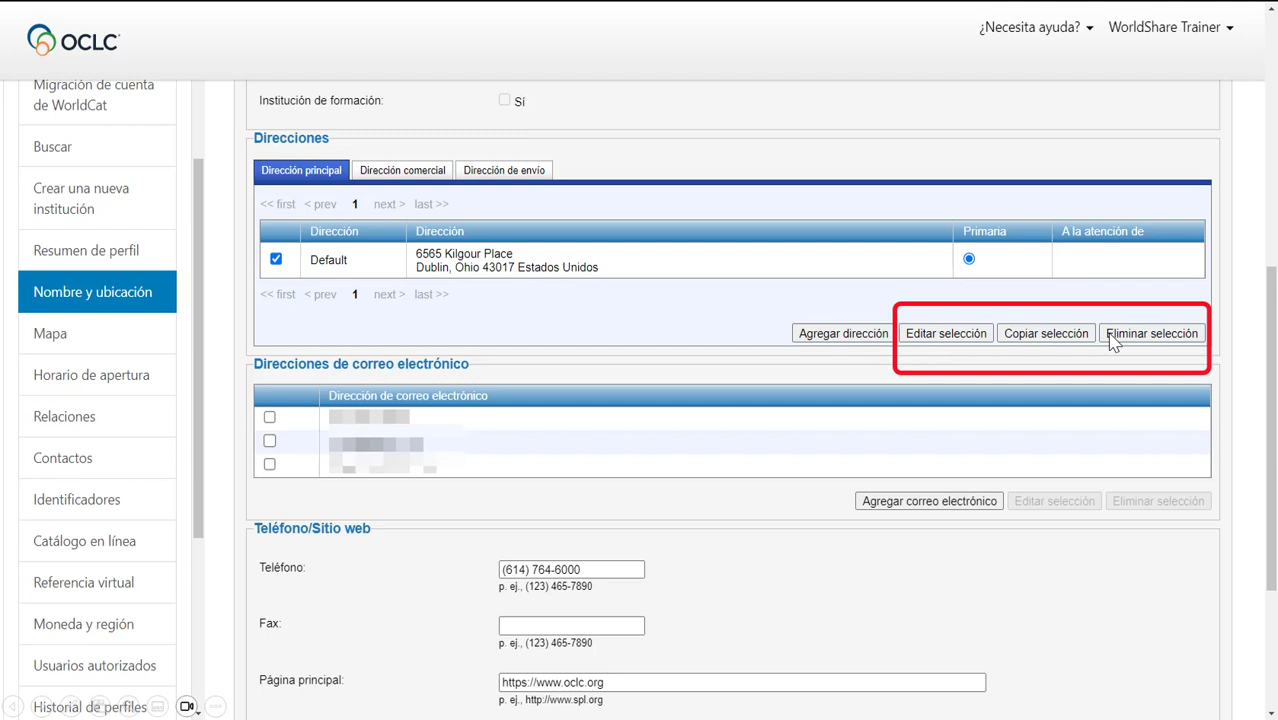 OCLC
¿Necesita ayuda?
WorldShare Trainer
Migración de cuenta
de WorldCat
Buscar
Crear una nueva
institución
Resumen de perfil
Nombre y ubicación
Mapa
Horario de apertura
Relaciones
Contactos
Identificadores
Catálogo en línea
Referencia virtual
Moneda y región
Usuarios autorizados
Historial de perfiles
Institución de formación:
Sí
Direcciones
Dirección principal
Dirección comercial
Dirección de envío
<< first < prev 1 next > last >>
Dirección
Dirección
Primaria
A la atención de
Default
6565 Kilgour Place
Dublin, Ohio 43017 Estados Unidos
<< first < prev 1 next > last >>
Agregar dirección
Editar selección
Copiar selección
Eliminar selección
Direcciones de correo electrónico
Dirección de correo electrónico
Agregar correo electrónico
Editar selección
Eliminar selección
Teléfono/Sitio web
Teléfono:
(614) 764-6000
p. ej., (123) 465-7890
Fax:
p. ej., (123) 465-7890
Página principal:
https://www.oclc.org
p. ej., http://www.spl.org